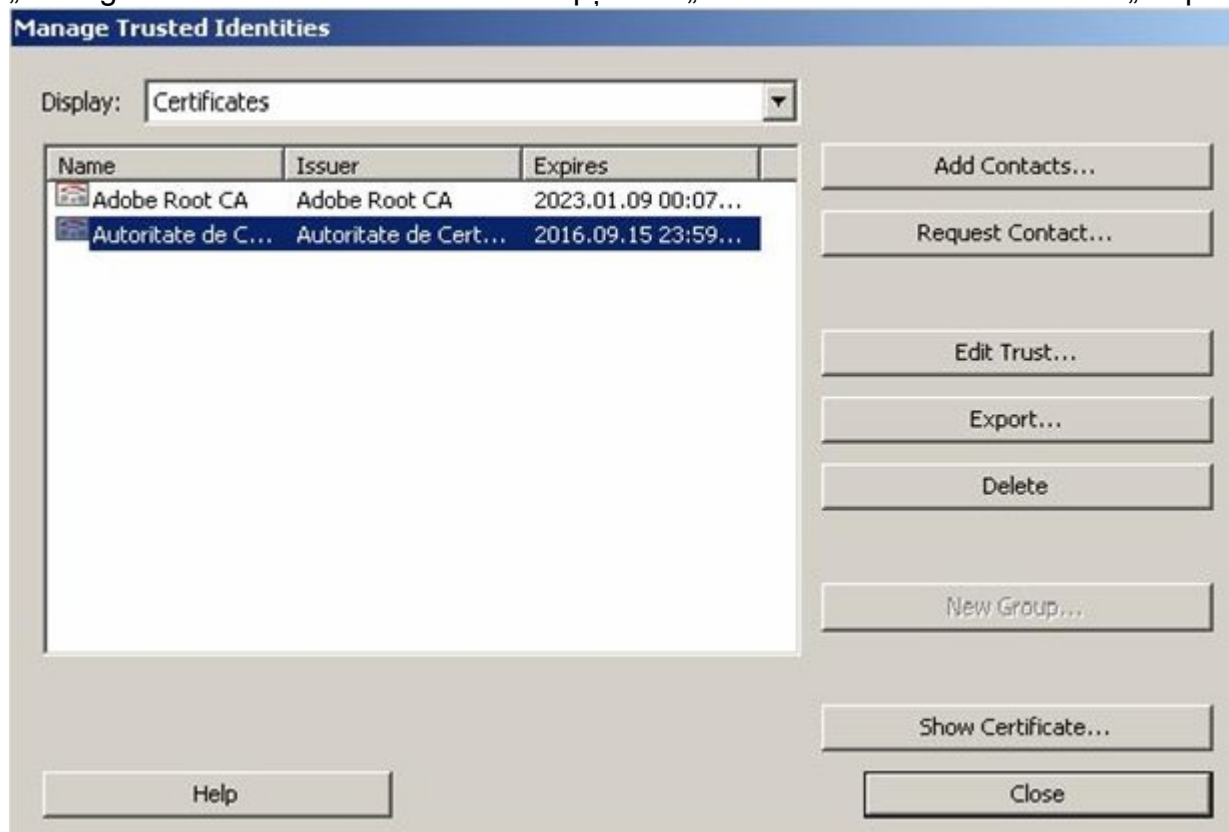 Manage Trusted Identities
Display: Certificates
Name Issuer Expires
Adobe Root CA Adobe Root CA 2023.01.09 00:07...
Autoritate de C... Autoritate de Cert... 2016.09.15 23:59...
Add Contacts...
Request Contact...
Edit Trust...
Export...
Delete
New Group...
Show Certificate...
Help
Close